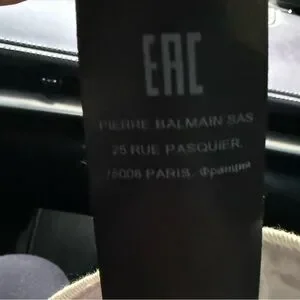 EAC
PIERRE BALMAIN SAS
25 RUE PASQUIER,
75008 PARIS, Франция